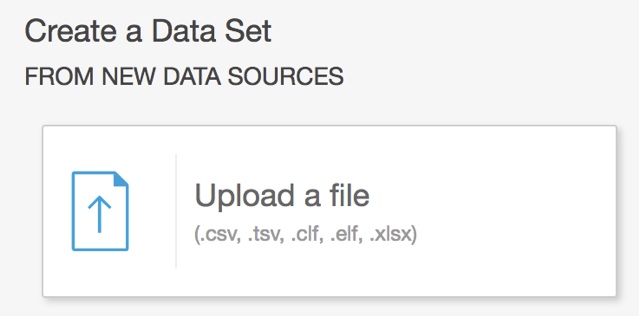 Create a Data Set
FROM NEW DATA SOURCES
Upload a file
(.csv, .tsv, .clf, .elf, .xlsx)